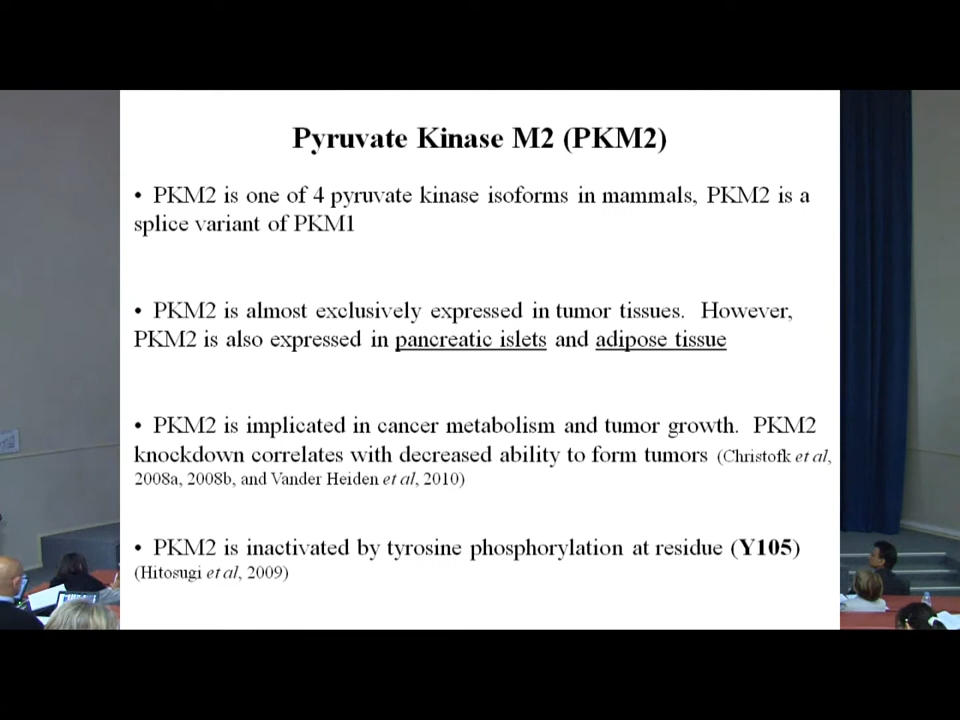 Pyruvate Kinase M2 (PKM2)
• PKM2 is one of 4 pyruvate kinase isoforms in mammals, PKM2 is a
splice variant of PKM1
• PKM2 is almost exclusively expressed in tumor tissues. However,
PKM2 is also expressed in pancreatic islets and adipose tissue
• PKM2 is implicated in cancer metabolism and tumor growth. PKM2
knockdown correlates with decreased ability to form tumors (Christofk et al,
2008a, 2008b, and Vander Heiden et al, 2010)
• PKM2 is inactivated by tyrosine phosphorylation at residue (Y105)
(Hitosugi et al, 2009)